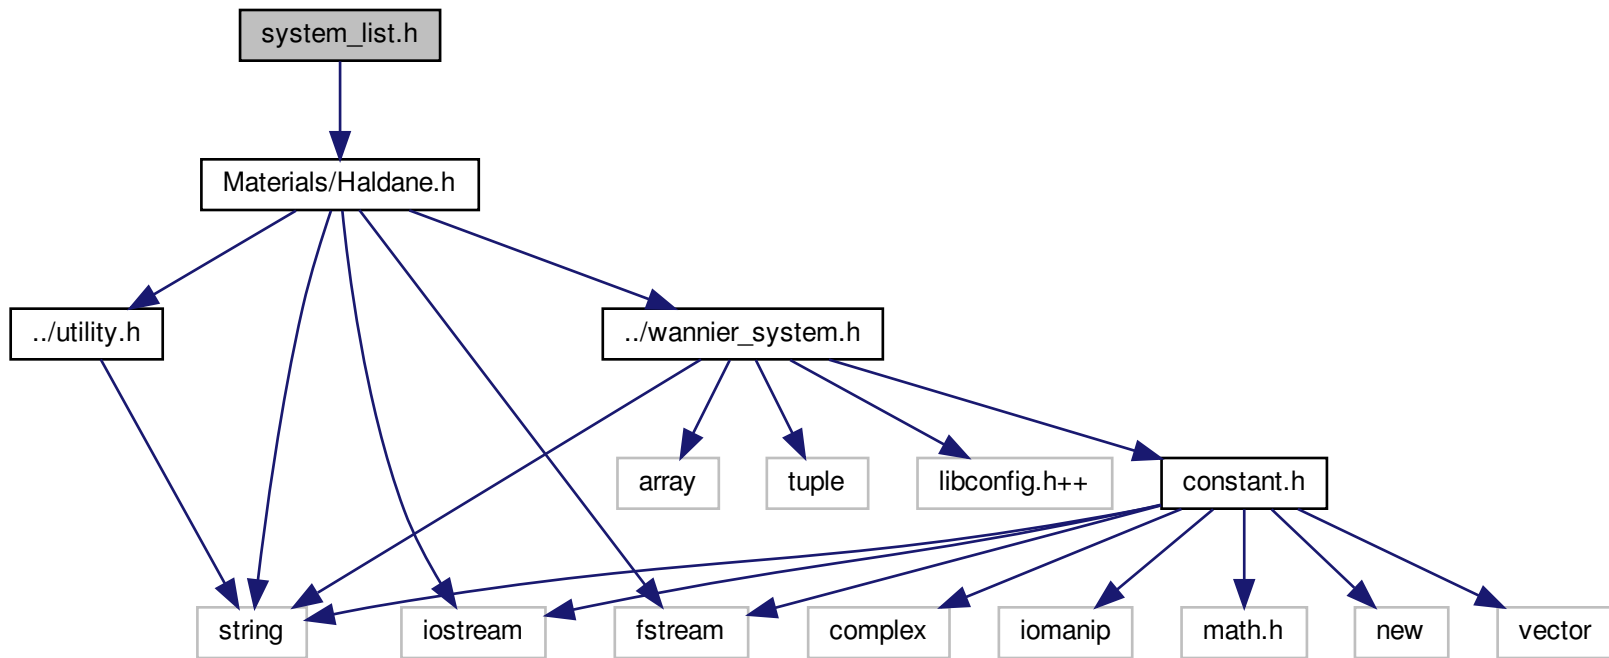 system_list.h
Materials/Haldane.h
../utility.h
../wannier_system.h
array
tuple
libconfig.h++
constant.h
string
iostream
fstream
complex
iomanip
math.h
new
vector